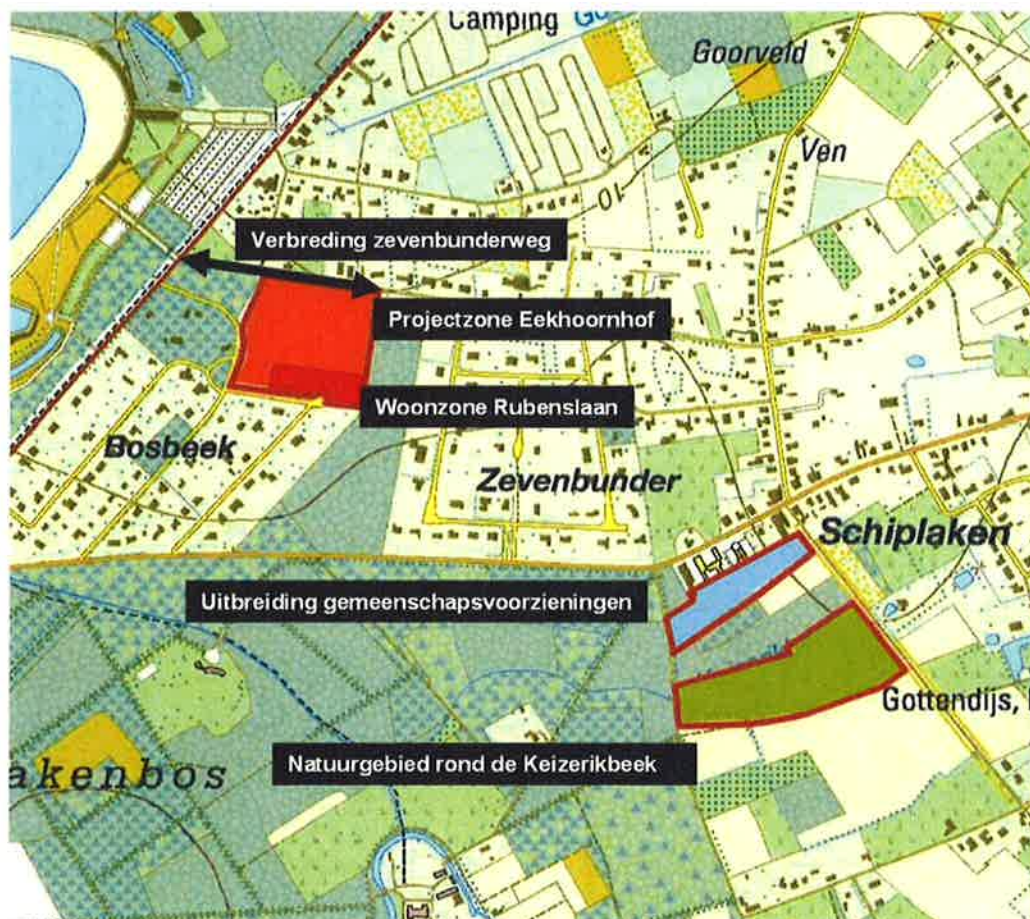 Camping
Goorveld
Ven
10
Verbreding zevenbunderweg
Projectzone Eekhoornhof
Woonzone Rubenslaan
Bosbeek
Zevenbunder
Schiplaken
Uitbreiding gemeenschapsvoorzieningen
Gottendijs,
Natuurgebied rond de Keizerikbeek
akenbos